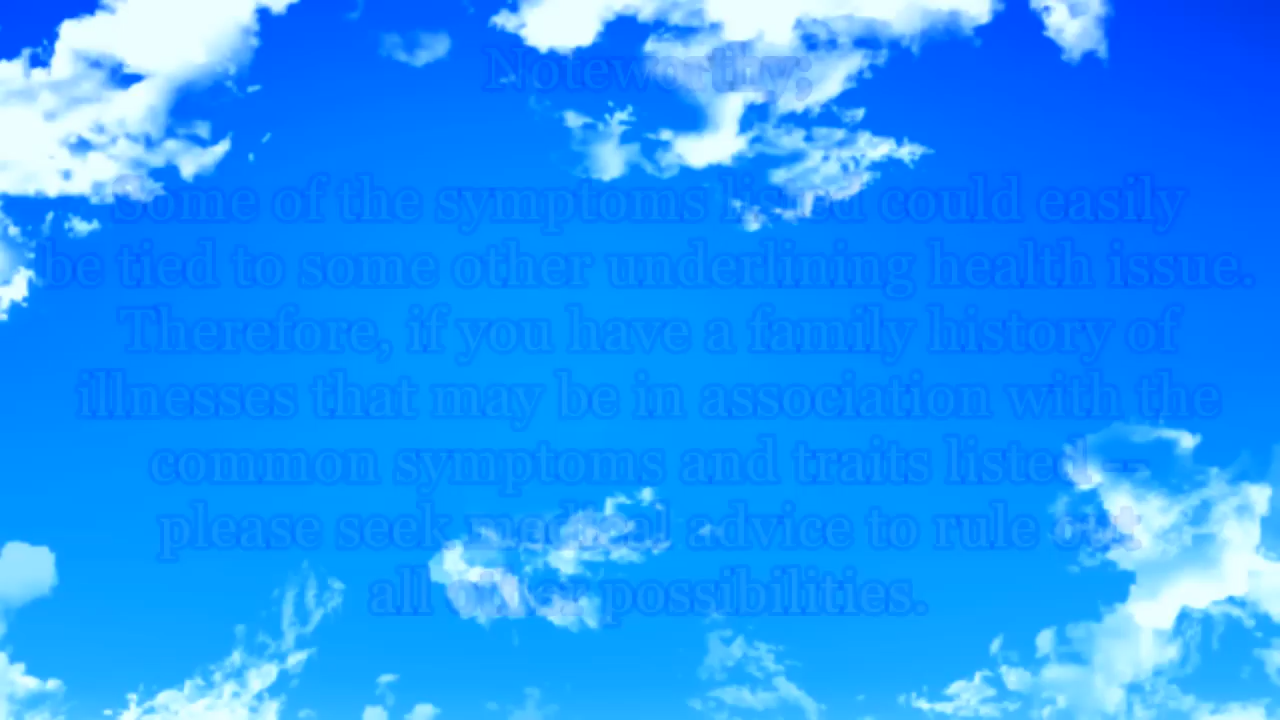 Noteworthy:
Some of the symptoms listed could easily
be tied to some other underlining health issue.
Therefore, if you have a family history of
illnesses that may be in association with the
common symptoms and traits listed--
please seek medical advice to rule out
all other possibilities.